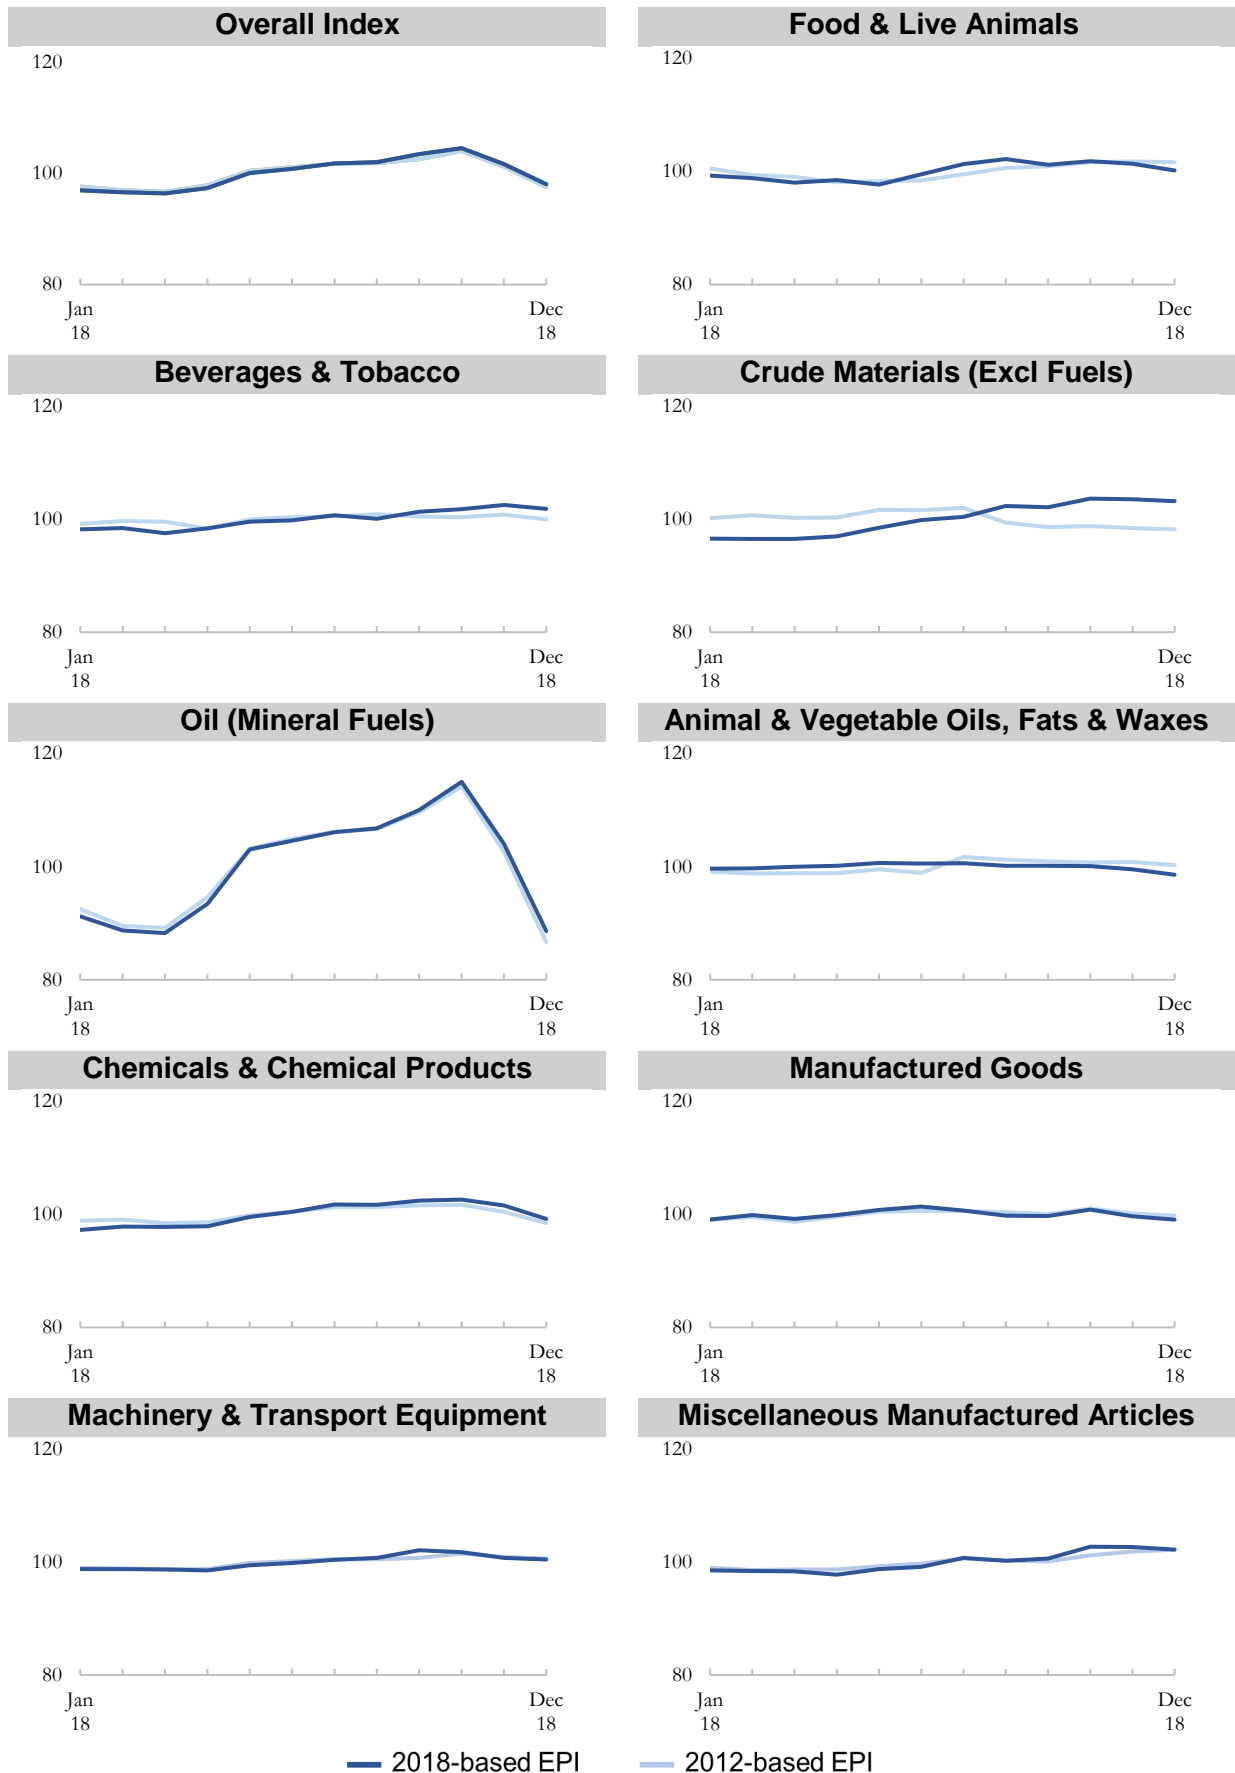 Overall Index
120
100
80
Jan
18
Dec
18
Food & Live Animals
120
100
80
Jan
18
Dec
18
Beverages & Tobacco
120
100
80
Jan
18
Dec
18
Crude Materials (Excl Fuels)
120
100
80
Jan
18
Dec
18
Oil (Mineral Fuels)
120
100
80
Jan
18
Dec
18
Animal & Vegetable Oils, Fats & Waxes
120
100
80
Jan
18
Dec
18
Chemicals & Chemical Products
120
100
80
Jan
18
Dec
18
Manufactured Goods
120
100
80
Jan
18
Dec
18
Machinery & Transport Equipment
120
100
80
Jan
18
Dec
18
Miscellaneous Manufactured Articles
120
100
80
Jan
18
Dec
18
2018-based EPI
2012-based EPI